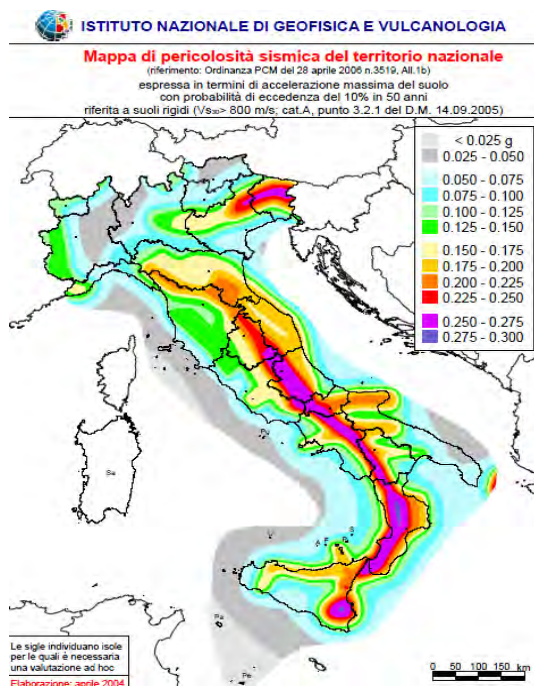 ISTITUTO NAZIONALE DI GEOFISICA E VULCANOLOGIA
Mappa di pericolosità sismica del territorio nazionale
(riferimento: Ordinanza PCM del 28 aprile 2006 n.3519, All.1b)
espressa in termini di accelerazione massima del suolo
con probabilità di eccedenza del 10% in 50 anni
riferita a suoli rigidi (Vs30> 800 m/s; cat.A, punto 3.2.1 del D.M. 14.09.2005)
< 0.025 g
0.025 - 0.050
0.050 - 0.075
0.075 - 0.100
0.100 - 0.125
0.125 - 0.150
0.150 - 0.175
0.175 - 0.200
0.200 - 0.225
0.225 - 0.250
0.250 - 0.275
0.275 - 0.300
Sa
Pa
Pe
Le sigle individuano isole
per le quali è necessaria
una valutazione ad hoc
Elaborazione: aprile 2004
0 50 100 150 km